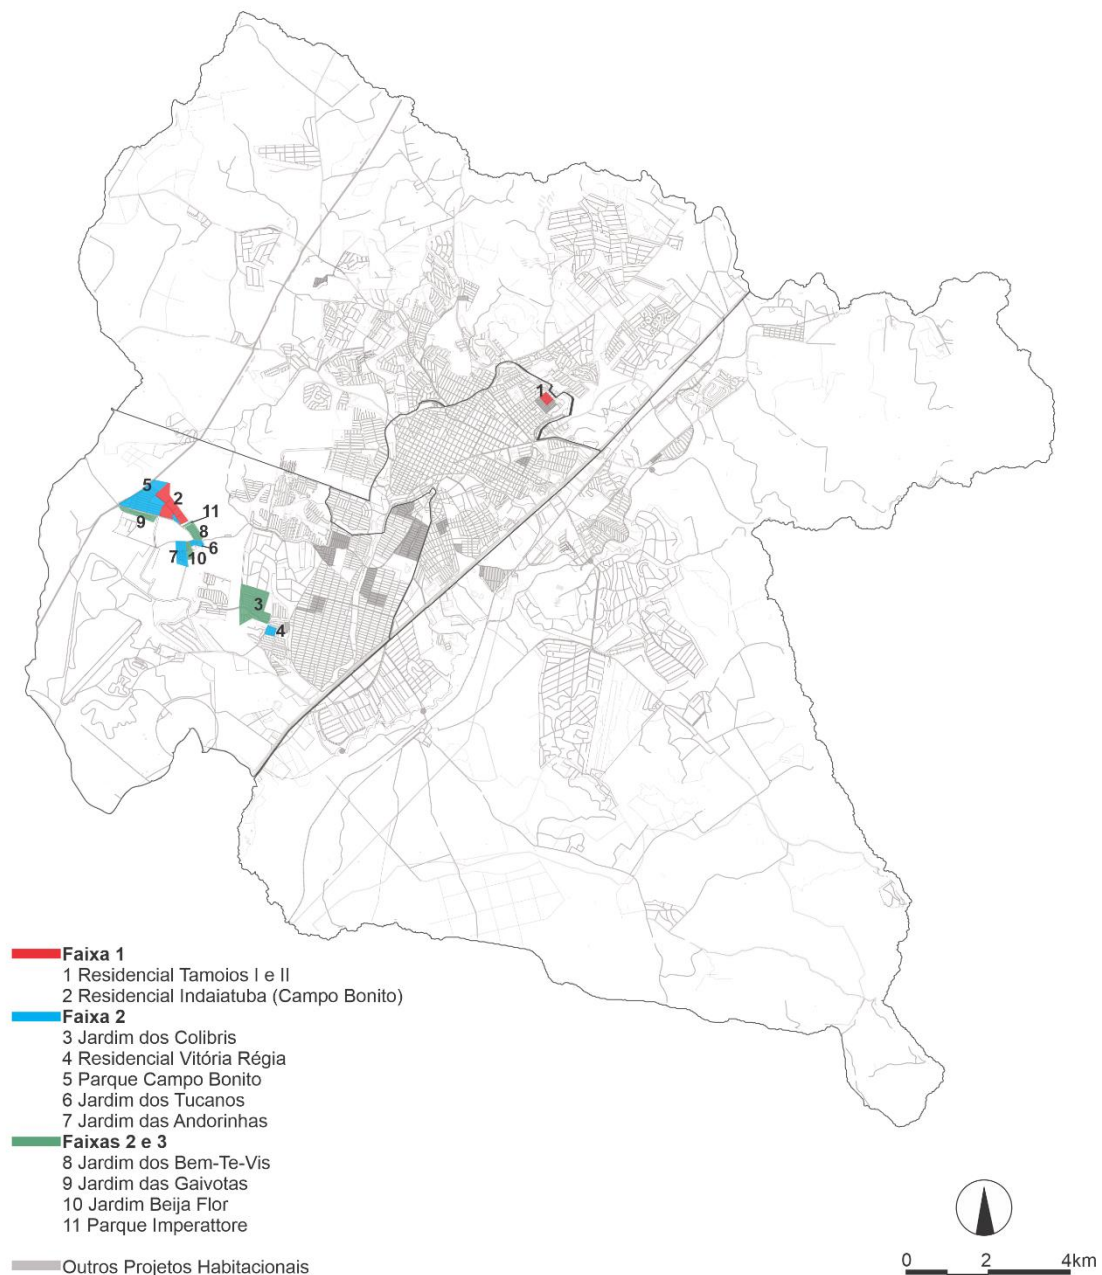 1
5
2
11
9
8
6
7
10
3
4
Faixa 1
1 Residencial Tamoios I e II
2 Residencial Indaiatuba (Campo Bonito)
Faixa 2
3 Jardim dos Colibris
4 Residencial Vitória Régia
5 Parque Campo Bonito
6 Jardim dos Tucanos
7 Jardim das Andorinhas
Faixas 2 e 3
8 Jardim dos Bem-Te-Vis
9 Jardim das Gaivotas
10 Jardim Beija Flor
11 Parque Imperattore
Outros Projetos Habitacionais
0 2 4km